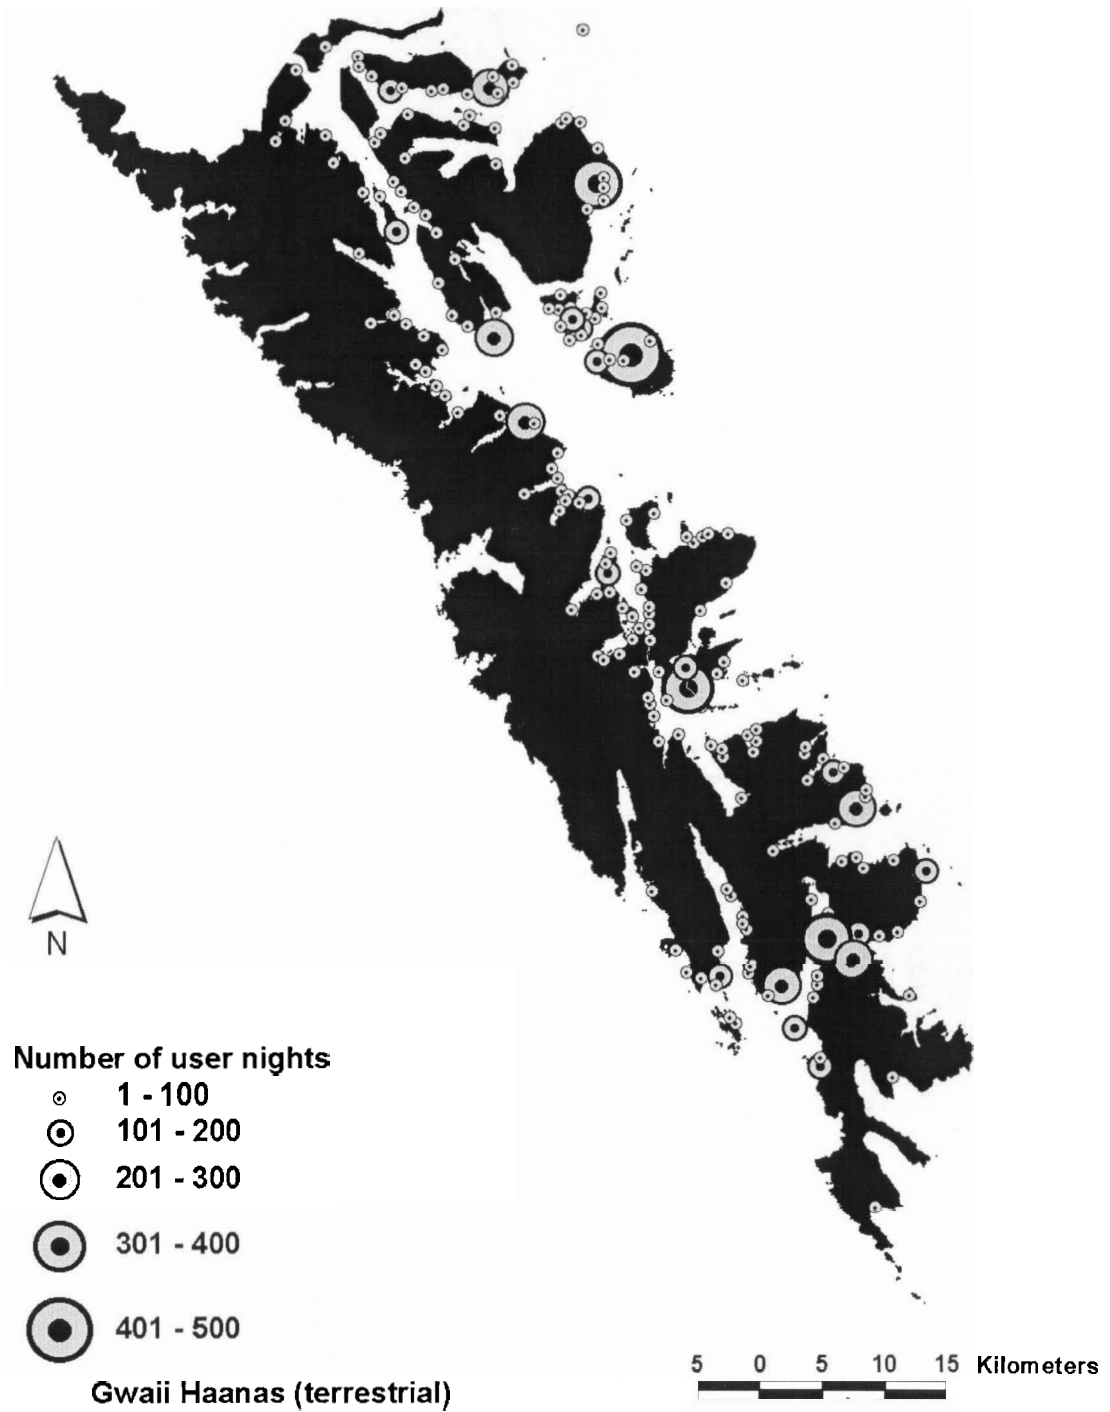 N
Number of user nights
1 - 100
101 - 200
201 - 300
301 - 400
401 - 500
Gwaii Haanas (terrestrial)
5 0 5 10 15 Kilometers